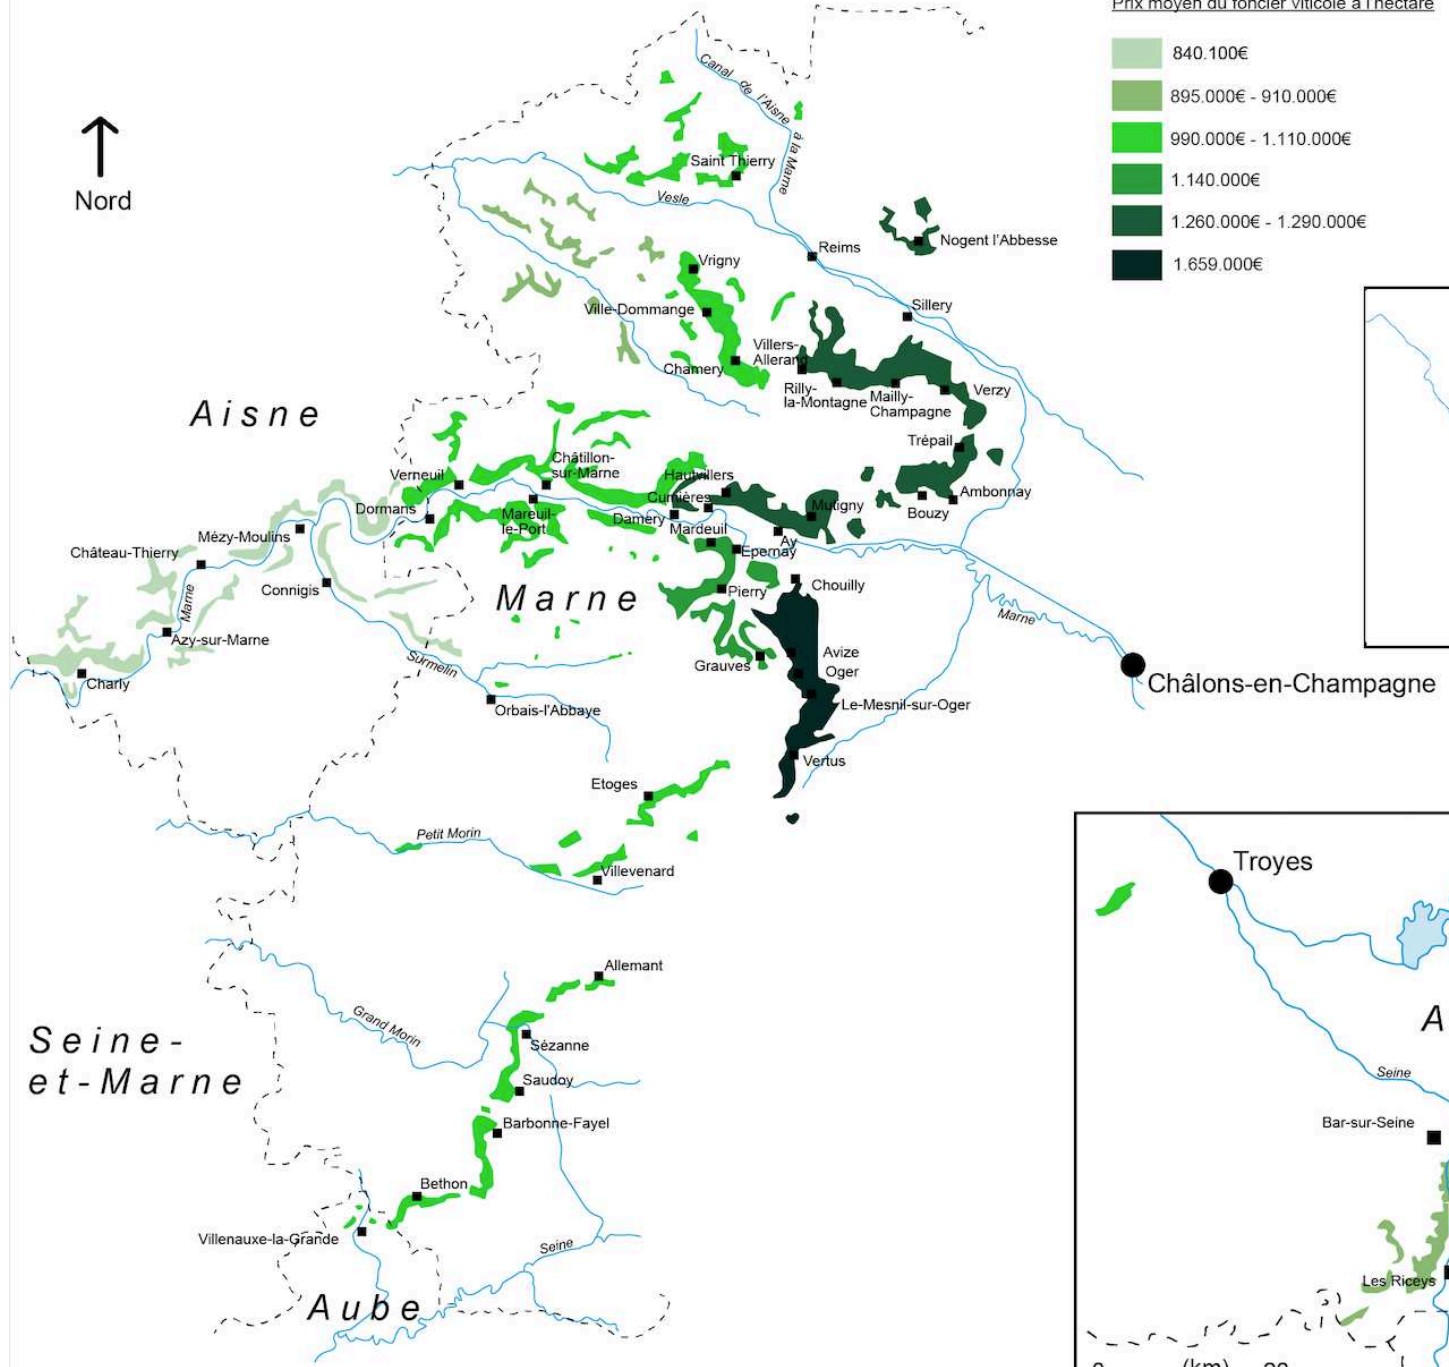 Prix moyen du foncier viticole à l'hectare
840.100€
895.000€ - 910.000€
990.000€ - 1.110.000€
1.140.000€
1.260.000€ - 1.290.000€
1.659.000€
Nord
Canal de l'Aisne à la Marne
Saint Thierry
Vesle
Nogent l'Abbesse
Reims
Vrigny
Sillery
Ville-Dommange
Villers-
Allerand
Chamery
Rilly-
la-Montagne
Mailly-
Champagne
Verzy
Aisne
Trépail
Châtillon-
sur-Marne
Verneuil
Hautvillers
Cumières
Ambonnay
Bouzy
Dormans
Mareuil-
le-Port
Damery
Mardeuil
Mutigny
Ay
Epernay
Mézy-Moulins
Château-Thierry
Connigis
Marne
Marne
Pierry
Chouilly
Marne
Azy-sur-Marne
Surmelin
Grauves
Avize
Oger
Charly
Orbais-l'Abbaye
Le-Mesnil-sur-Oger
Châlons-en-Champagne
Vertus
Etoges
Petit Morin
Villevenard
Troyes
Allemant
Grand Morin
Seine-
et-Marne
Sézanne
Saudoy
Barbonne-Fayel
A
Seine
Bar-sur-Seine
Bethon
Villenauxe-la-Grande
Seine
Aube
Les Riceys
0 (km) 20